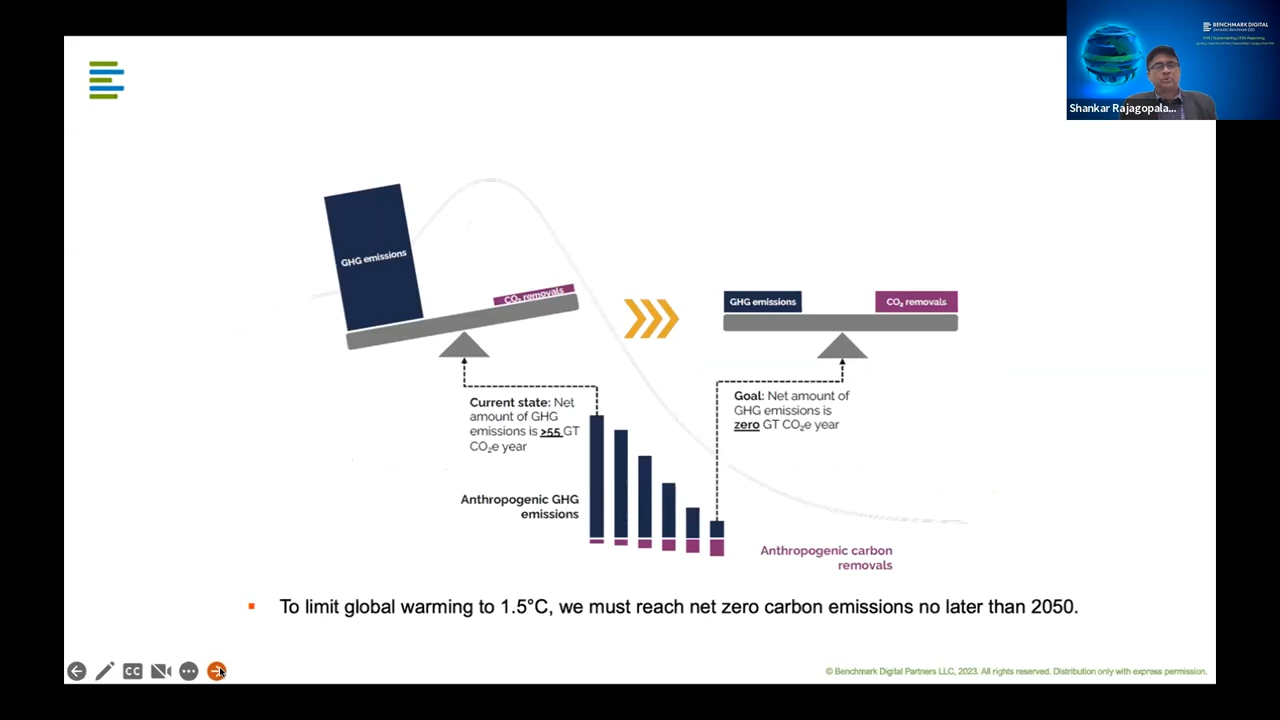 BENCHMARK DIGITAL
Shankar Rajagopala...
GHG emissions
CO₂ removals
GHG emissions
CO₂ removals
Current state: Net
amount of GHG
emissions is >55 GT
CO₂e year
Goal: Net amount of
GHG emissions is
zero GT CO₂e year
Anthropogenic GHG
emissions
Anthropogenic carbon
removals
▪ To limit global warming to 1.5°C, we must reach net zero carbon emissions no later than 2050.
CC
© Benchmark Digital Partners LLC, 2023. All rights reserved. Distribution only with express permission.